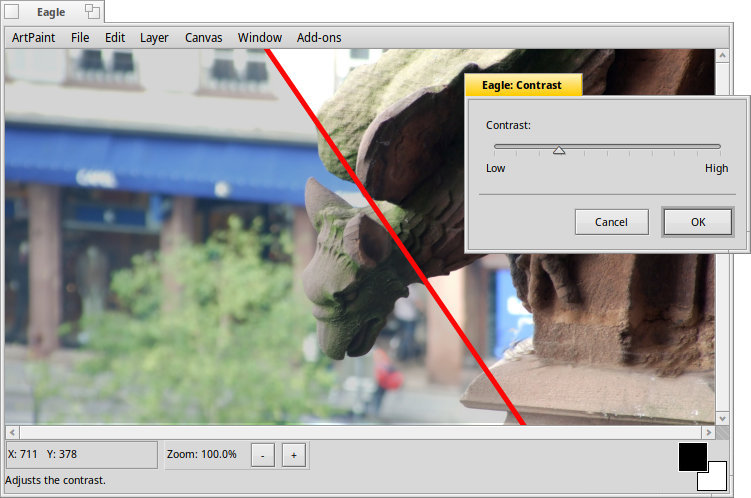 Eagle
ArtPaint File Edit Layer Canvas Window Add-ons
Eagle: Contrast
Contrast:
Low High
Cancel OK
X: 711 Y: 378 Zoom: 100.0% - +
Adjusts the contrast.